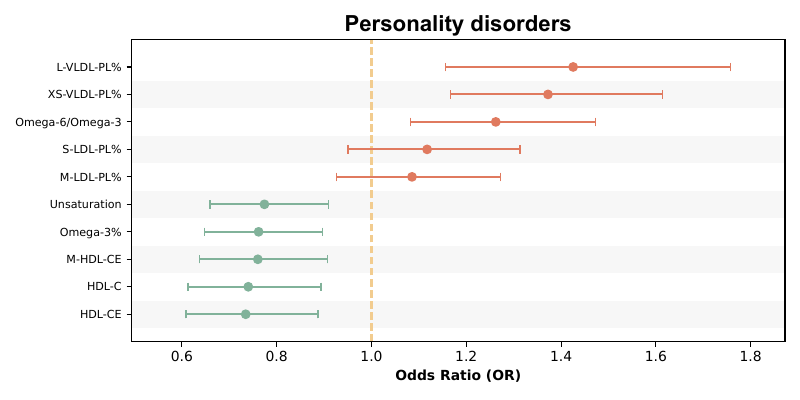 Personality disorders
L-VLDL-PL%
XS-VLDL-PL%
Omega-6/Omega-3
S-LDL-PL%
M-LDL-PL%
Unsaturation
Omega-3%
M-HDL-CE
HDL-C
HDL-CE
0.6 0.8 1.0 1.2 1.4 1.6 1.8
Odds Ratio (OR)